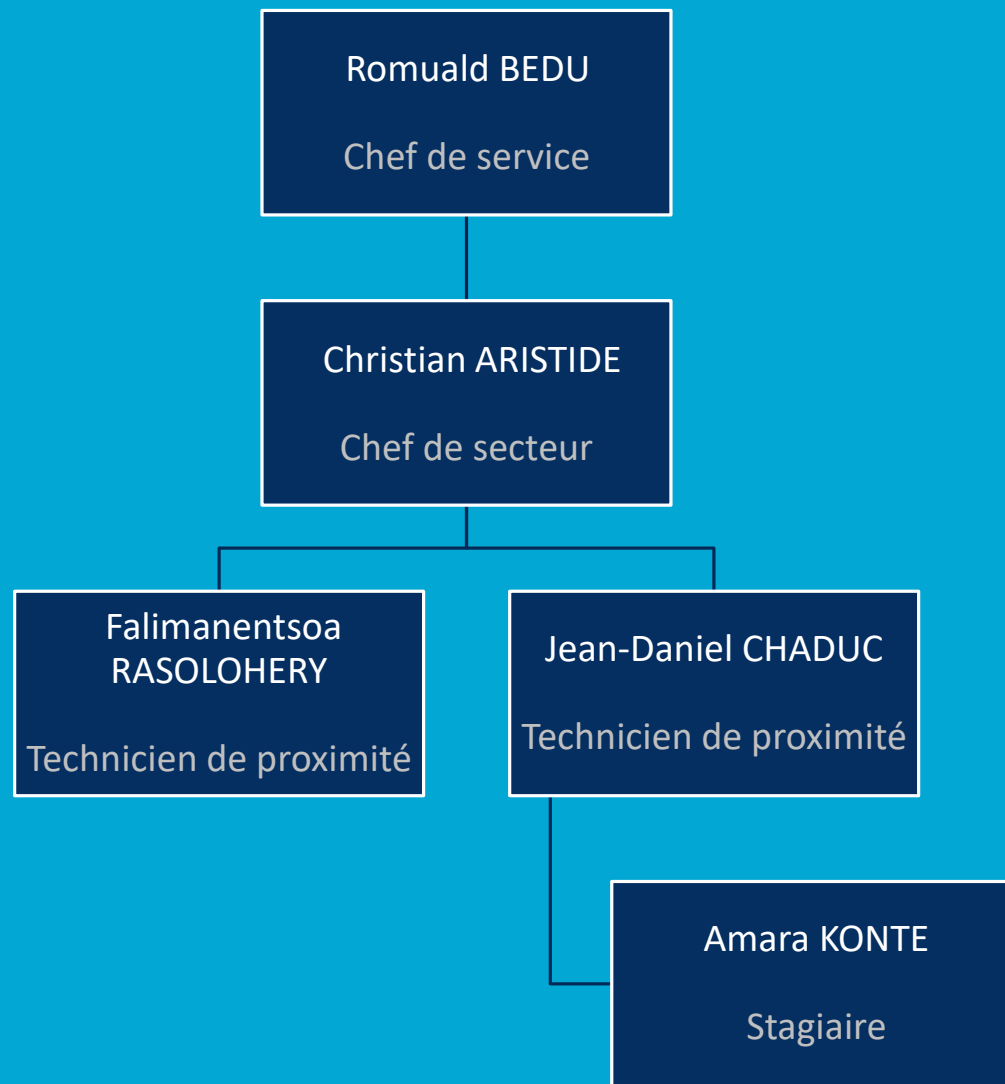 Romuald BEDU
Chef de service
Christian ARISTIDE
Chef de secteur
Falimanentsoa
RASOLOHERY
Technicien de proximité
Jean-Daniel CHADUC
Technicien de proximité
Amara KONTE
Stagiaire